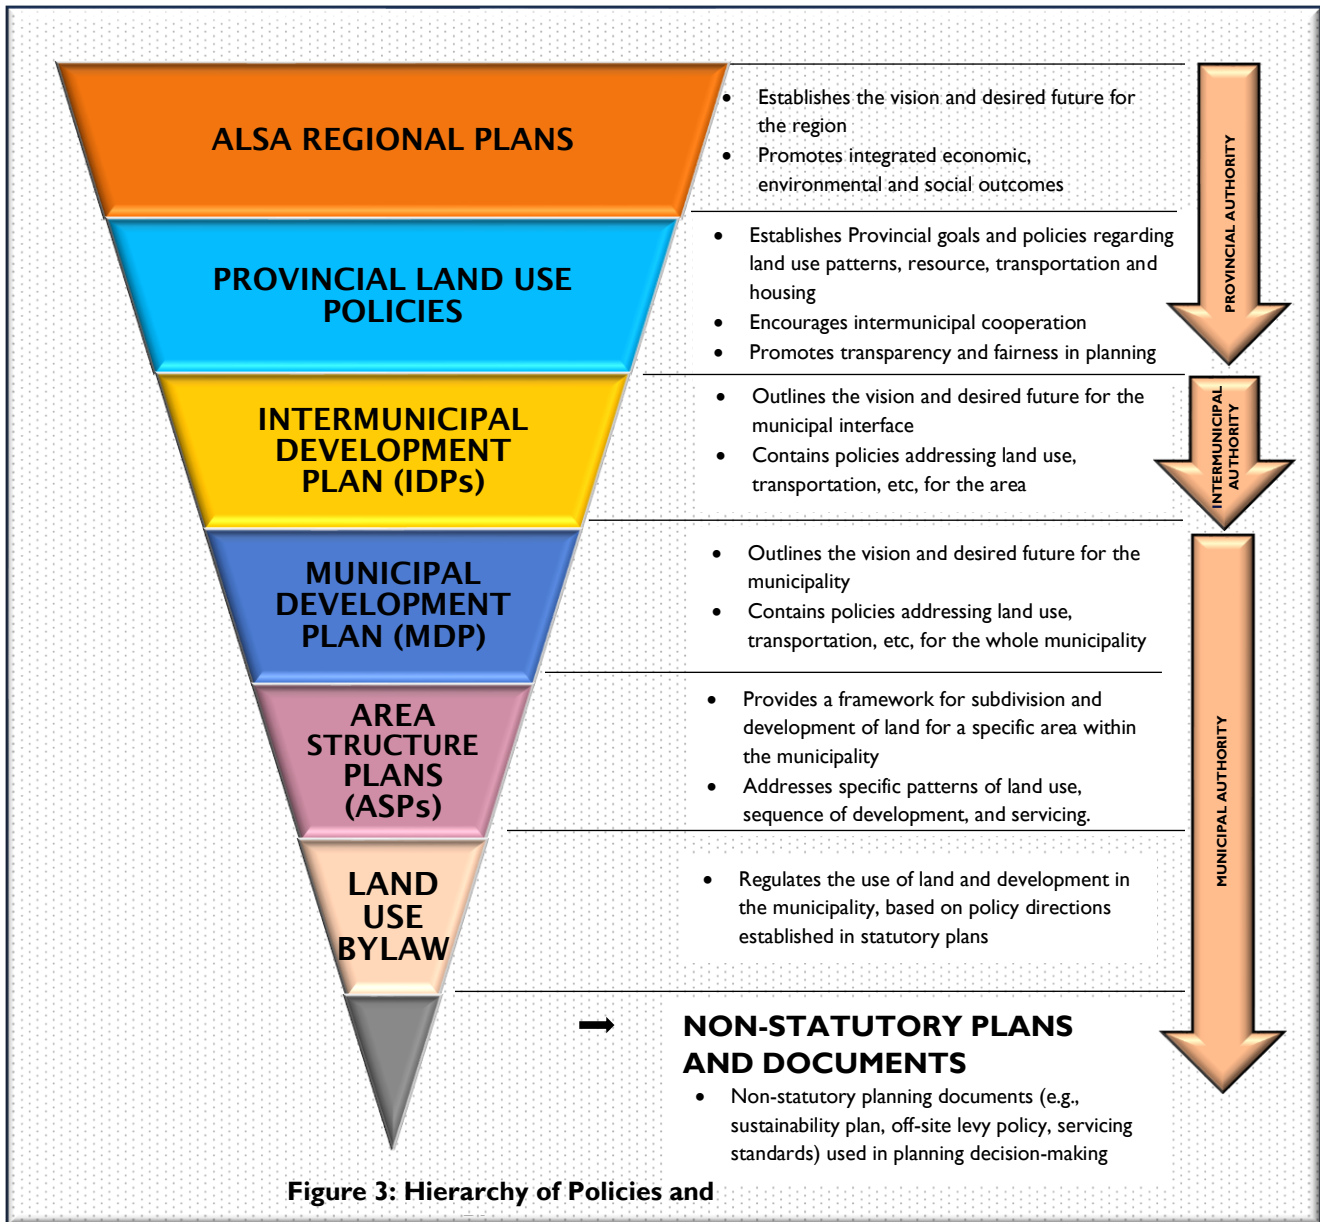 ALSA REGIONAL PLANS
• Establishes the vision and desired future for
the region
• Promotes integrated economic,
environmental and social outcomes
PROVINCIAL LAND USE
POLICIES
• Establishes Provincial goals and policies regarding
land use patterns, resource, transportation and
housing
• Encourages intermunicipal cooperation
• Promotes transparency and fairness in planning
PROVINCIAL AUTHORITY
INTERMUNICIPAL
DEVELOPMENT
PLAN (IDPs)
• Outlines the vision and desired future for the
municipal interface
• Contains policies addressing land use,
transportation, etc, for the area
INTERMUNICIPAL
AUTHORITY
MUNICIPAL
DEVELOPMENT
PLAN (MDP)
• Outlines the vision and desired future for the
municipality
• Contains policies addressing land use,
transportation, etc, for the whole municipality
AREA
STRUCTURE
PLANS
(ASPs)
• Provides a framework for subdivision and
development of land for a specific area within
the municipality
• Addresses specific patterns of land use,
sequence of development, and servicing.
LAND
USE
BYLAW
• Regulates the use of land and development in
the municipality, based on policy directions
established in statutory plans
MUNICIPAL AUTHORITY
NON-STATUTORY PLANS
AND DOCUMENTS
• Non-statutory planning documents (e.g.,
sustainability plan, off-site levy policy, servicing
standards) used in planning decision-making
Figure 3: Hierarchy of Policies and